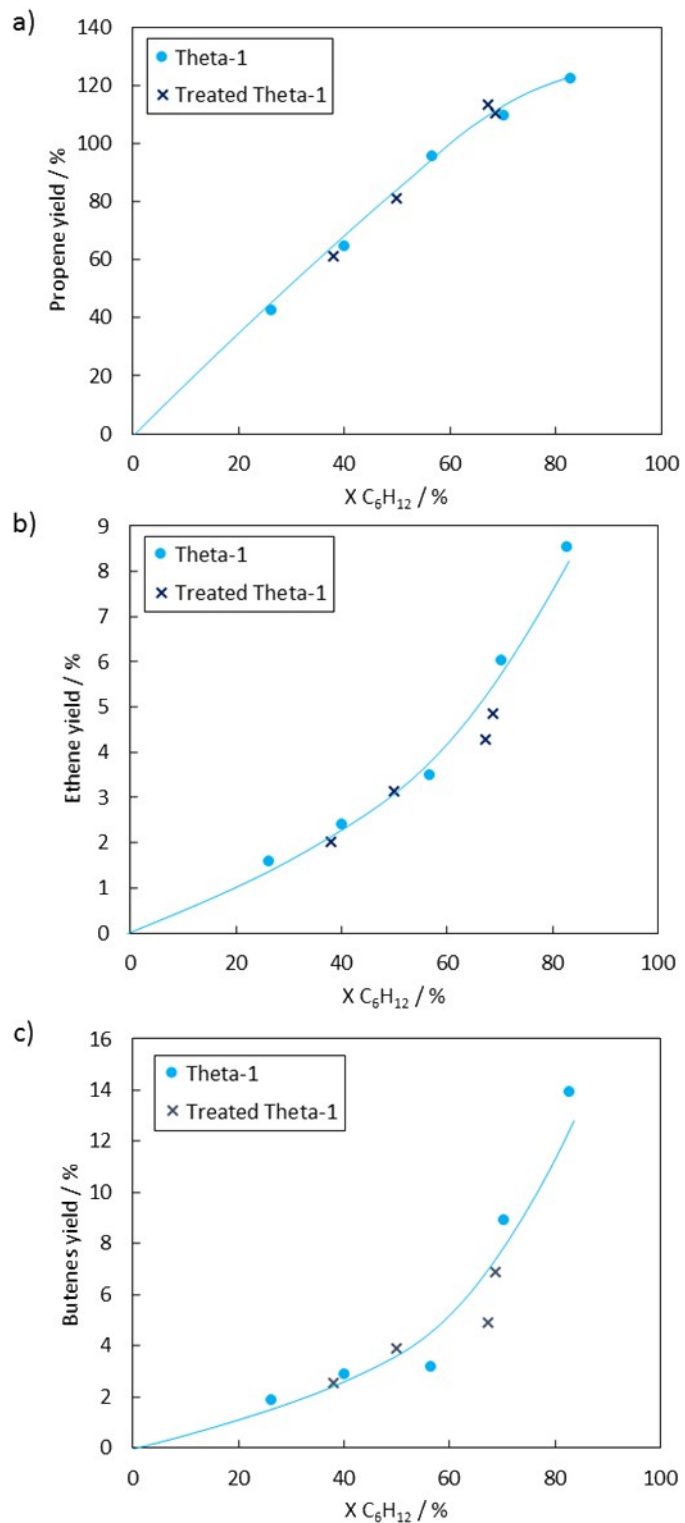 a)
140
120
100
80
60
40
20
0
Propene yield / %
Theta-1
Treated Theta-1
0 20 40 60 80 100
X C₆H₁₂ / %
b)
9
8
7
6
5
4
3
2
1
0
Ethene yield / %
Theta-1
Treated Theta-1
0 20 40 60 80 100
X C₆H₁₂ / %
c)
16
14
12
10
8
6
4
2
0
Butenes yield / %
Theta-1
Treated Theta-1
0 20 40 60 80 100
X C₆H₁₂ / %